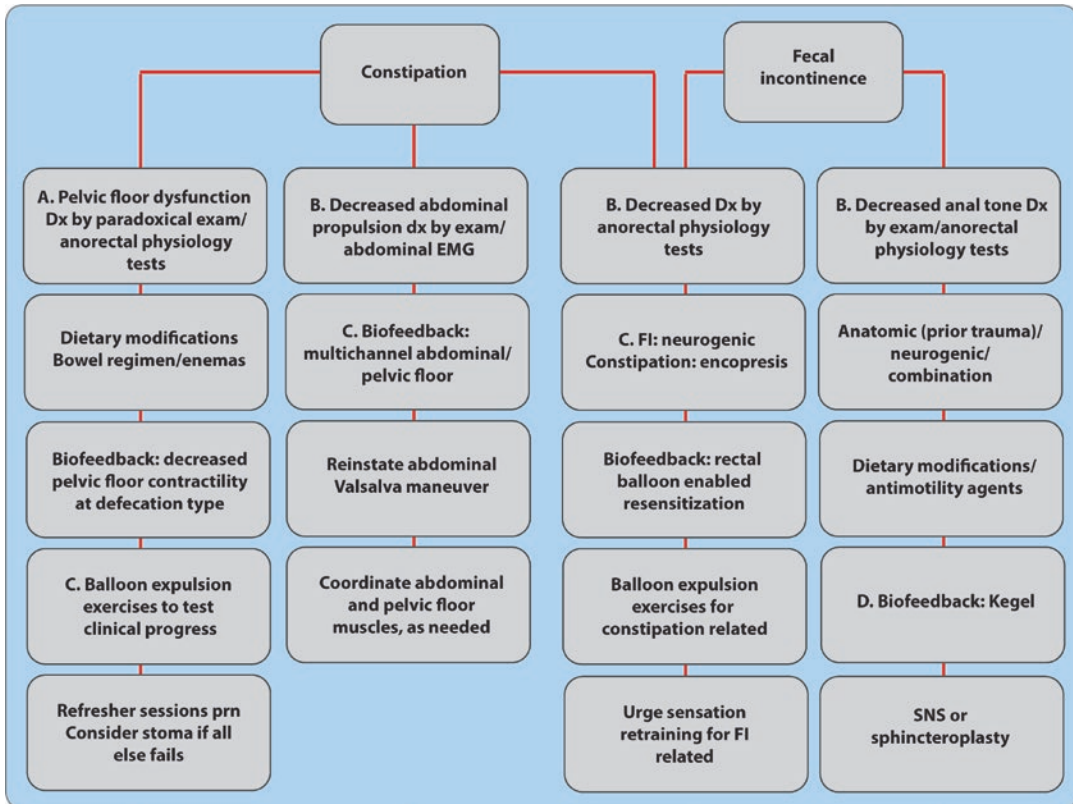 Constipation
Fecal
incontinence
A. Pelvic floor dysfunction
Dx by paradoxical exam/
anorectal physiology
tests
B. Decreased abdominal
propulsion dx by exam/
abdominal EMG
B. Decreased Dx by
anorectal physiology
tests
B. Decreased anal tone Dx
by exam/anorectal
physiology tests
Dietary modifications
Bowel regimen/enemas
C. Biofeedback:
multichannel abdominal/
pelvic floor
C. FI: neurogenic
Constipation: encopresis
Anatomic (prior trauma)/
neurogenic/
combination
Biofeedback: decreased
pelvic floor contractility
at defecation type
Reinstate abdominal
Valsalva maneuver
Biofeedback: rectal
balloon enabled
resensitization
Dietary modifications/
antimotility agents
C. Balloon expulsion
exercises to test
clinical progress
Coordinate abdominal
and pelvic floor
muscles, as needed
Balloon expulsion
exercises for
constipation related
D. Biofeedback: Kegel
Refresher sessions prn
Consider stoma if all
else fails
Urge sensation
retraining for FI
related
SNS or
sphincteroplasty